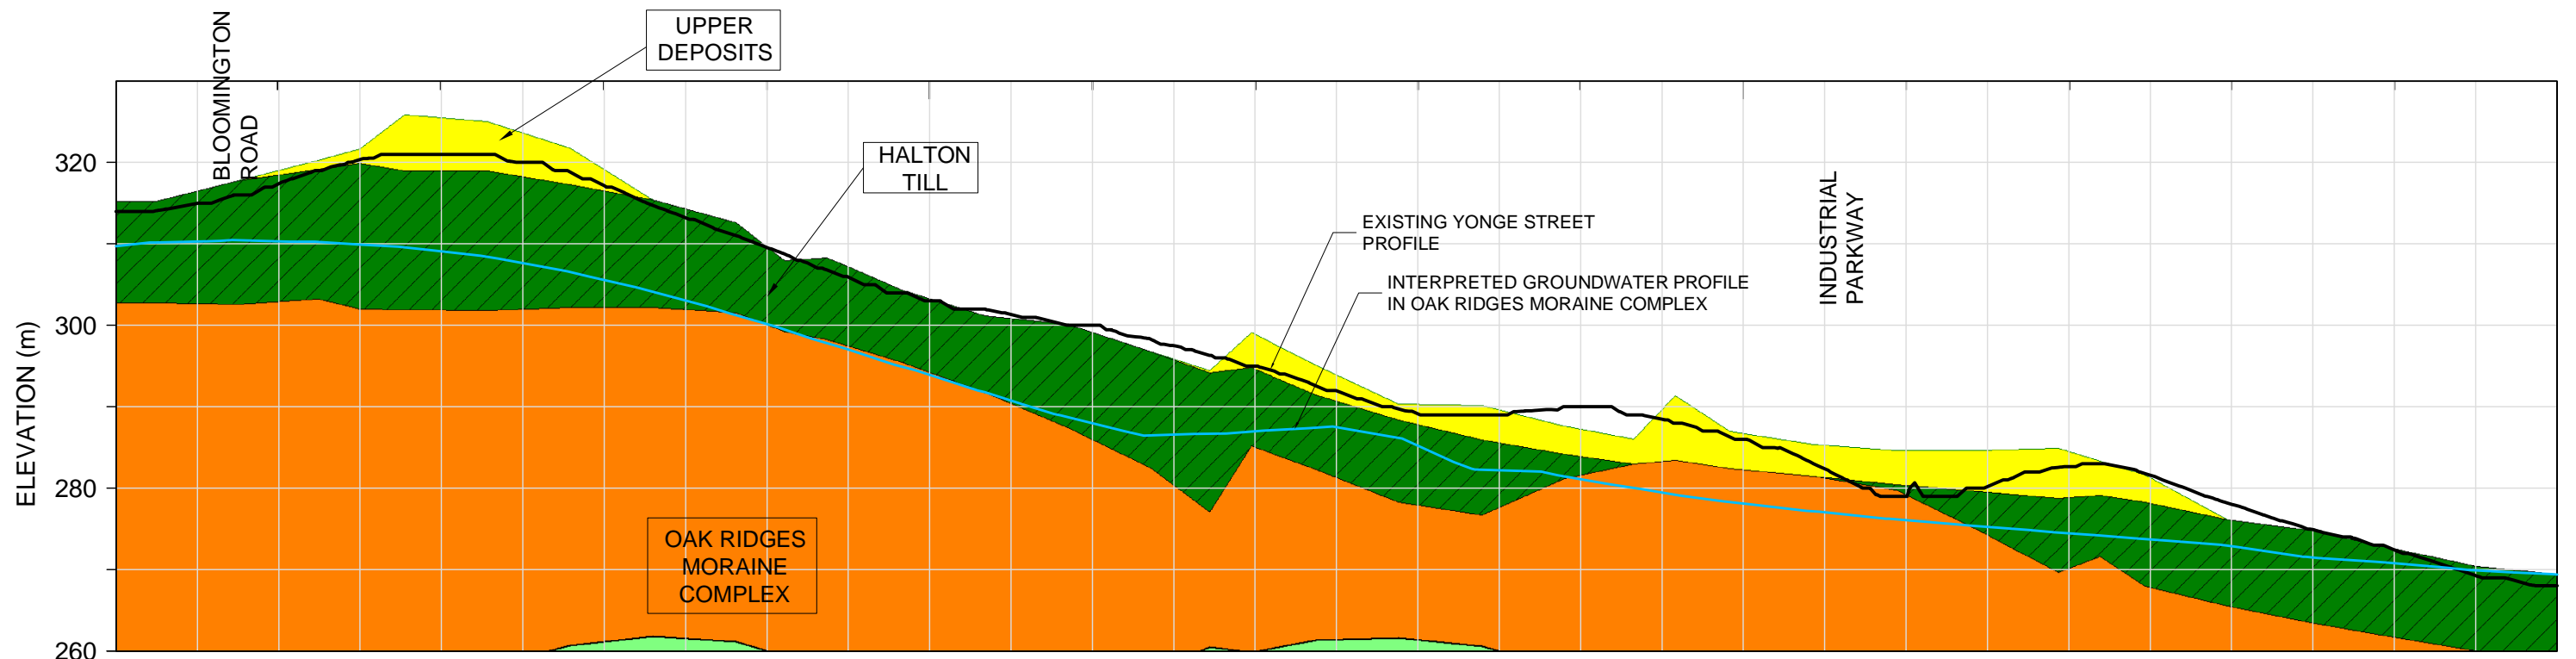 UPPER
DEPOSITS
BLOOMINGTON
ROAD
HALTON
TILL
EXISTING YONGE STREET
PROFILE
INTERPRETED GROUNDWATER PROFILE
IN OAK RIDGES MORAINE COMPLEX
INDUSTRIAL
PARKWAY
OAK RIDGES
MORAINE
COMPLEX
ELEVATION (m)
320
300
280
260